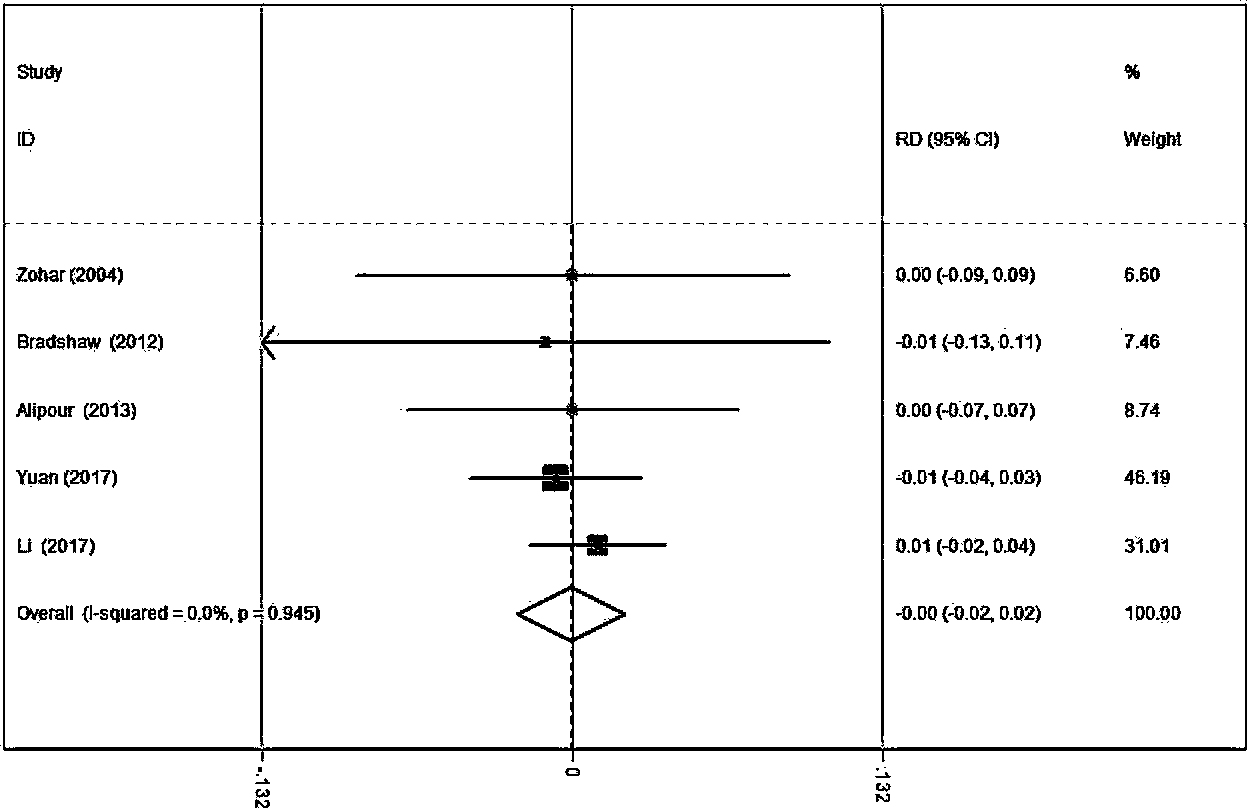 Study %
ID RD (95% CI) Weight
Zohar (2004) 0.00 (-0.09, 0.09) 6.60
Bradshaw (2012) -0.01 (-0.13, 0.11) 7.46
Alipour (2013) 0.00 (-0.07, 0.07) 8.74
Yuan (2017) -0.01 (-0.04, 0.03) 46.19
Li (2017) 0.01 (-0.02, 0.04) 31.01
Overall (I-squared = 0.0%, p = 0.945) -0.00 (-0.02, 0.02) 100.00
-.132 0 .132